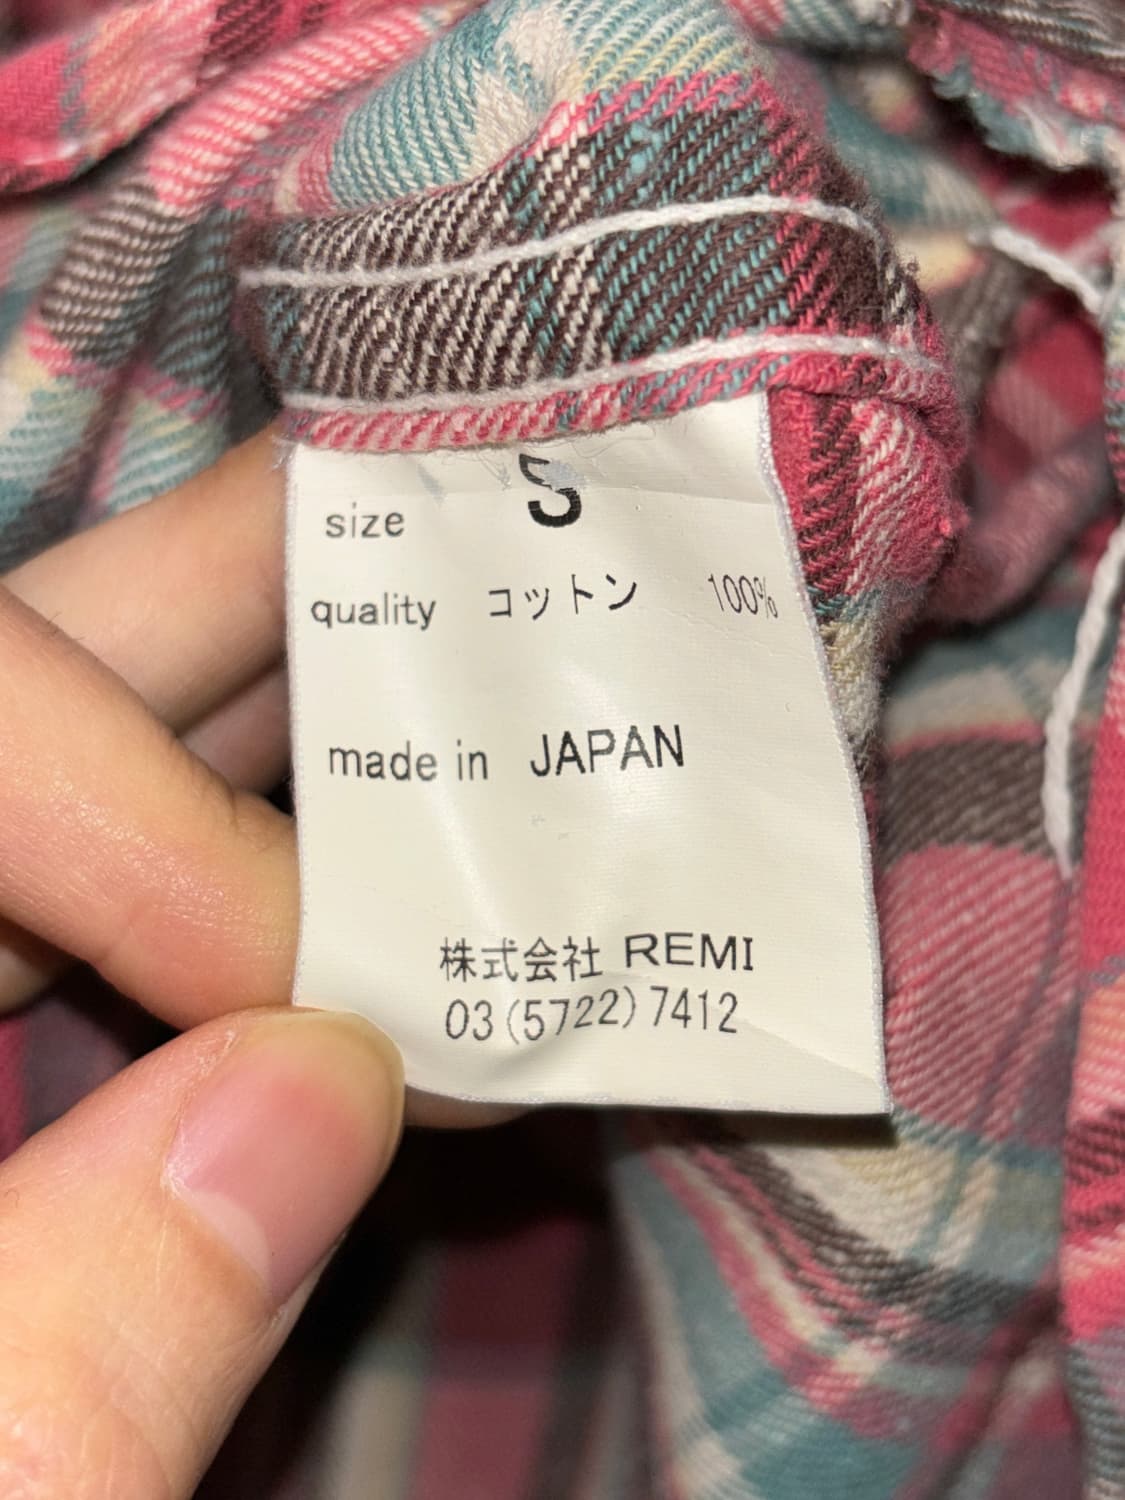 size S
quality コットン 100%
made in JAPAN
株式会社 REMI
03(5722)7412